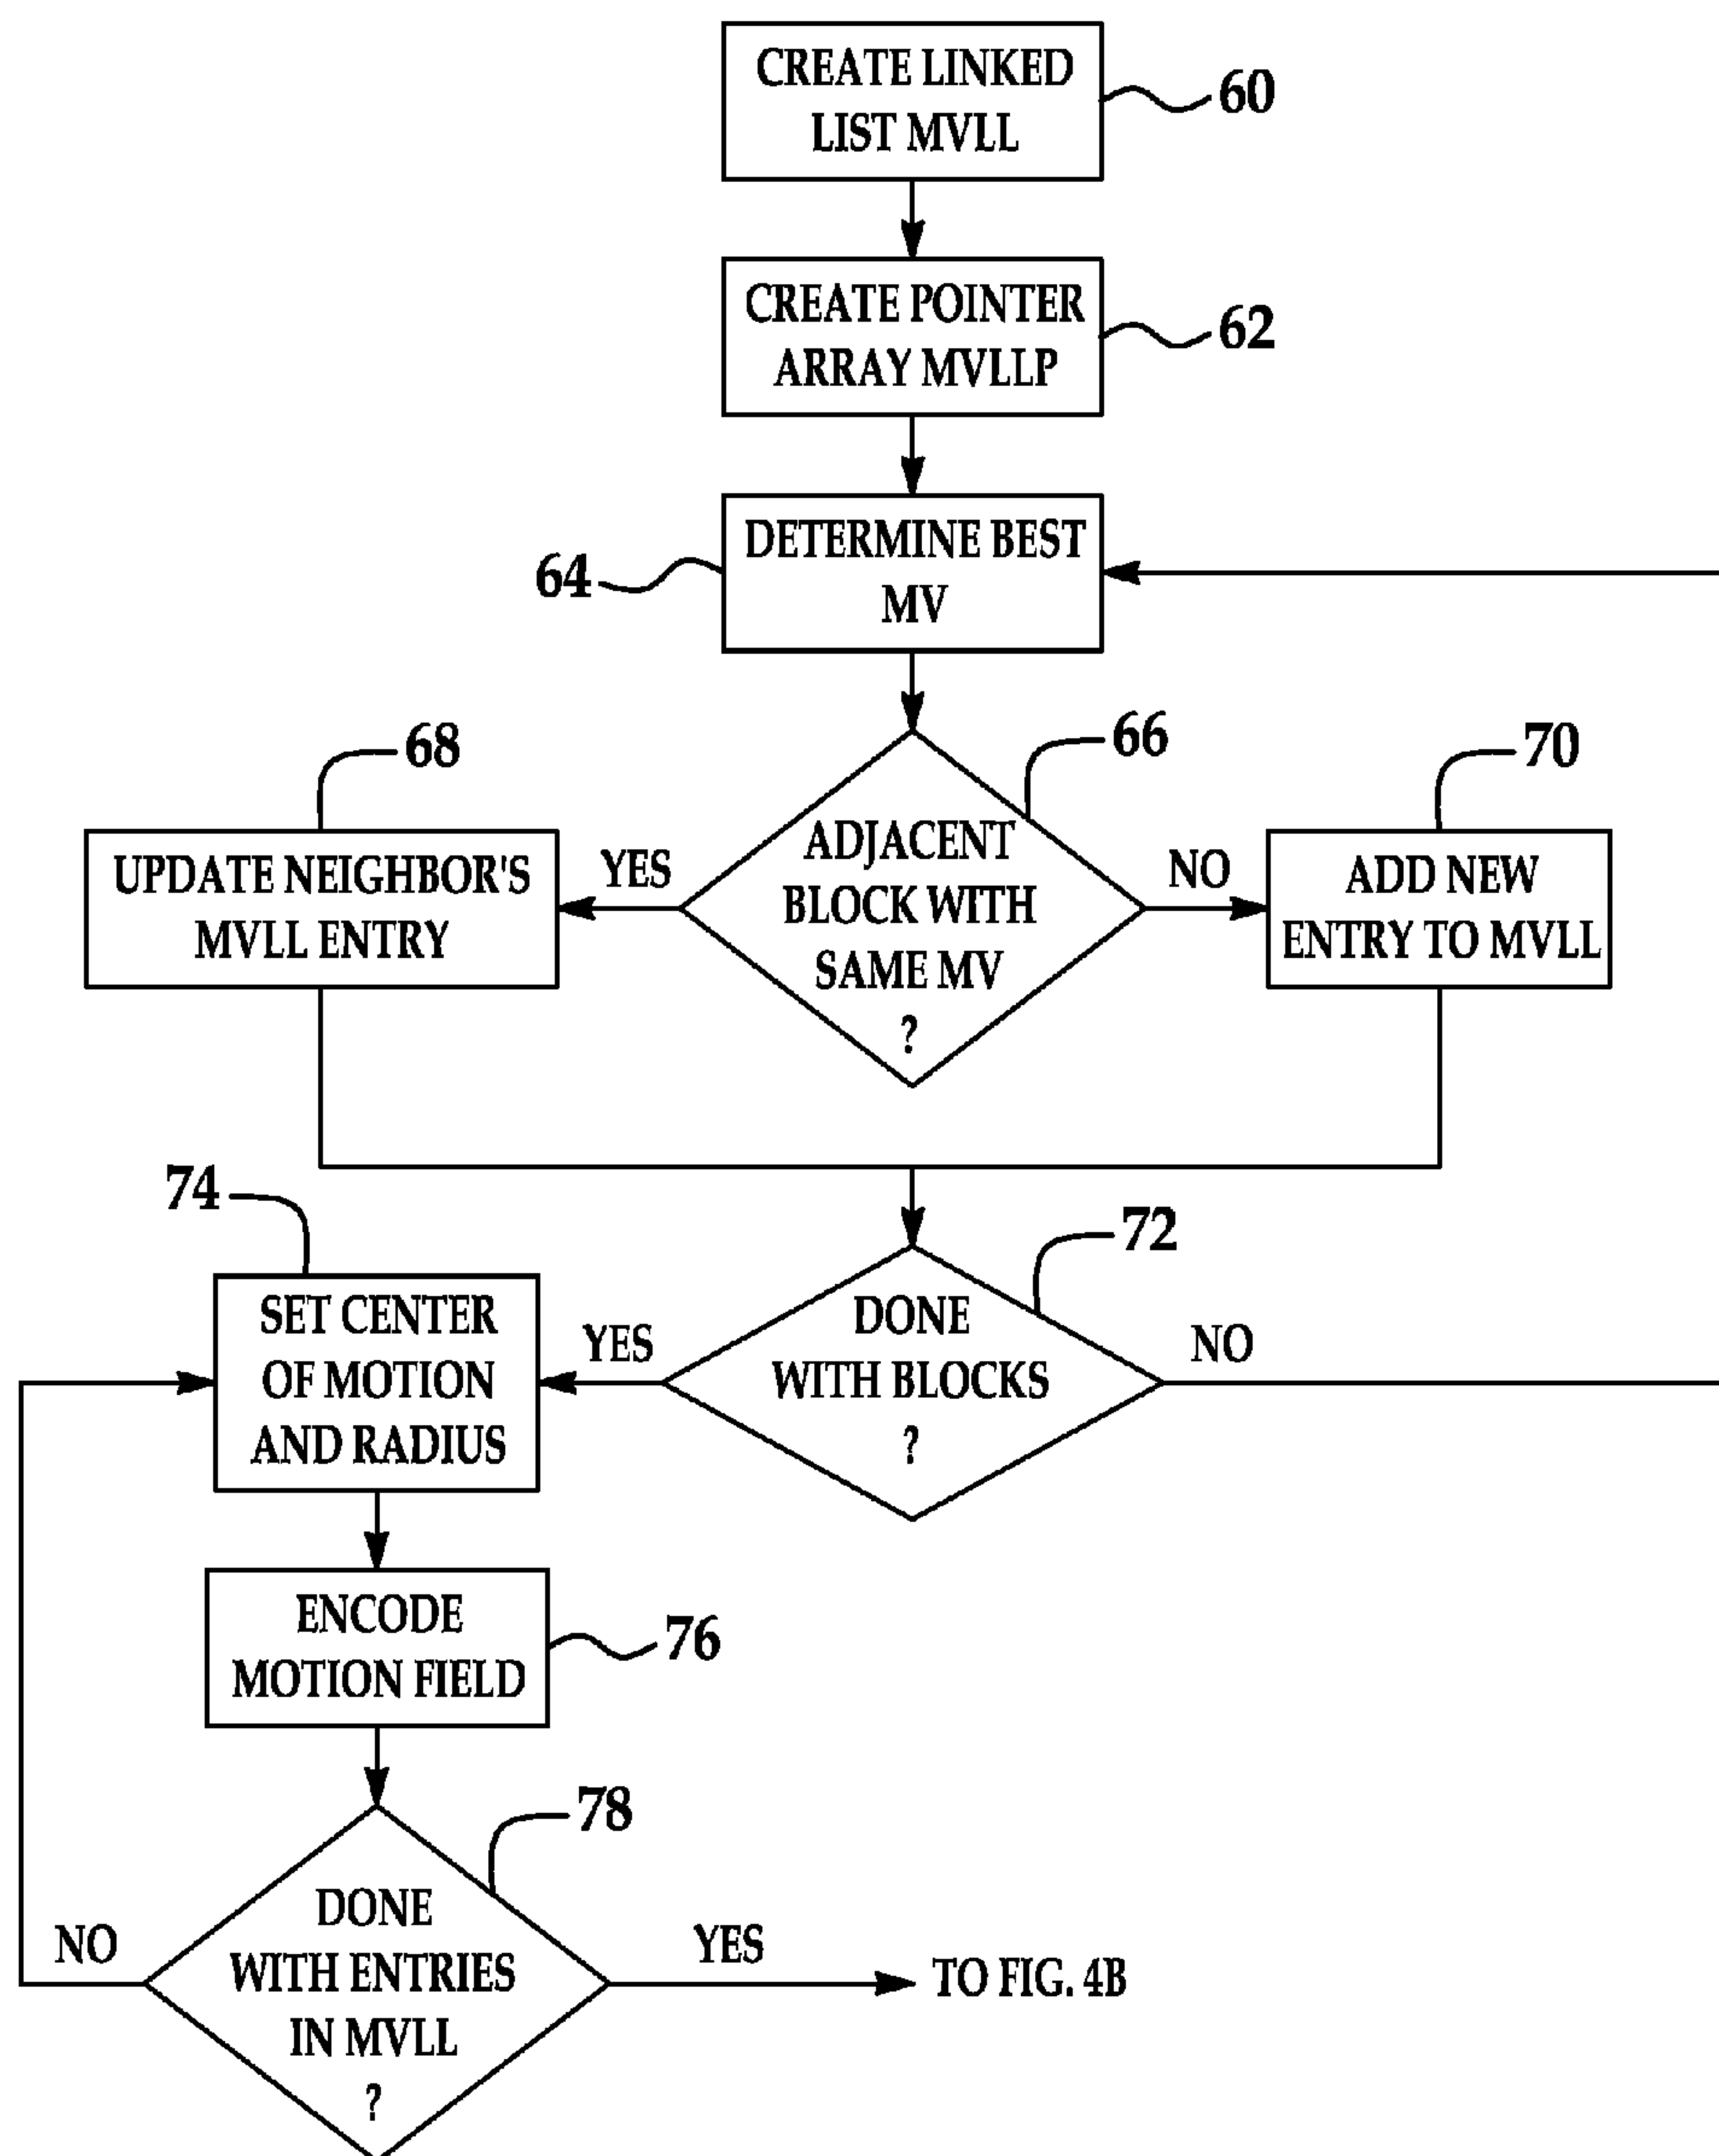 CREATE LINKED
LIST MVLL
60
CREATE POINTER
ARRAY MVLLP
62
DETERMINE BEST
MV
64
66
ADJACENT
BLOCK WITH
SAME MV
?
YES
NO
68
UPDATE NEIGHBOR'S
MVLL ENTRY
70
ADD NEW
ENTRY TO MVLL
72
DONE
WITH BLOCKS
?
YES
NO
74
SET CENTER
OF MOTION
AND RADIUS
ENCODE
MOTION FIELD
76
78
DONE
WITH ENTRIES
IN MVLL
?
NO
YES
TO FIG. 4B